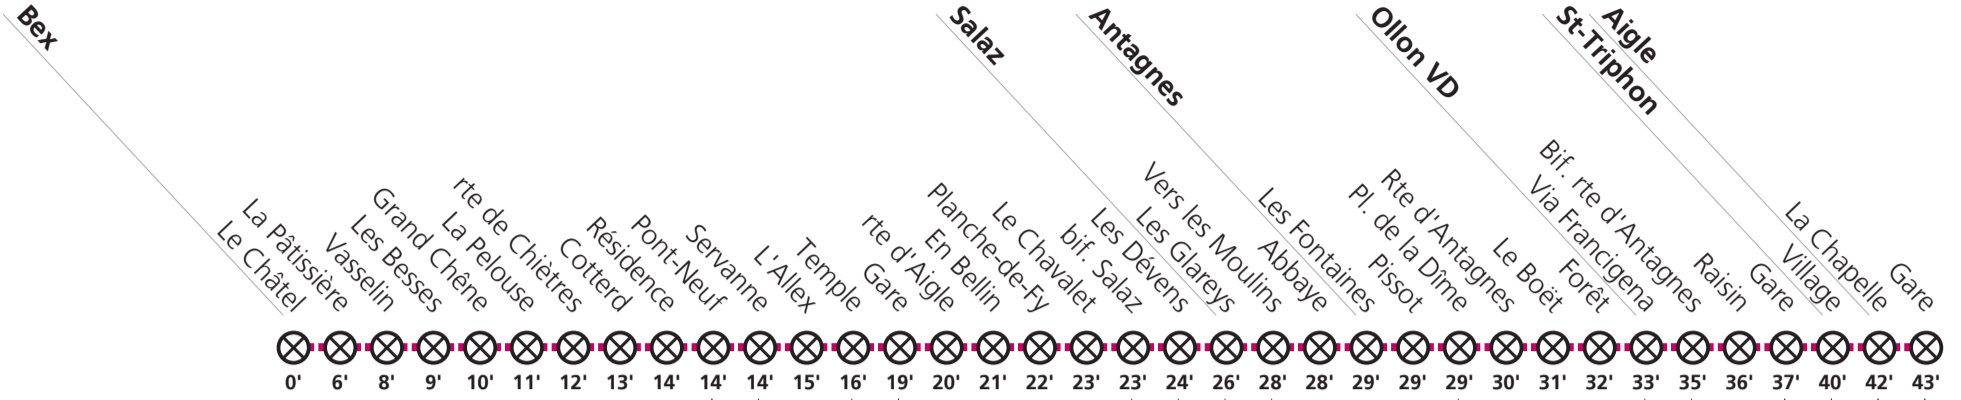 Bex
Salaz
Antagnes
Ollon VD
St-Triphon
Aigle
Le Châtel
La Pâtissière
Vasselin
Les Besses
Grand Chêne
La Pelouse
rte de Chiètres
Cotterd
Résidence
Pont-Neuf
Servanne
L'Allex
Temple
Gare
rte d'Aigle
En Bellin
Planche-de-Fy
Le Chavalet
bif. Salaz
Les Dévens
Les Glareys
Vers les Moulins
Abbaye
Les Fontaines
Pissot
Pl. de la Dîme
Rte d'Antagnes
Le Boët
Forêt
Via Francigena
Bif. rte d'Antagnes
Raisin
Gare
Village
La Chapelle
Gare
0' 6' 8' 9' 10' 11' 12' 13' 14' 14' 14' 15' 16' 19' 20' 21' 22' 23' 23' 24' 26' 28' 28' 29' 29' 29' 30' 31' 32' 33' 35' 36' 37' 40' 42' 43'